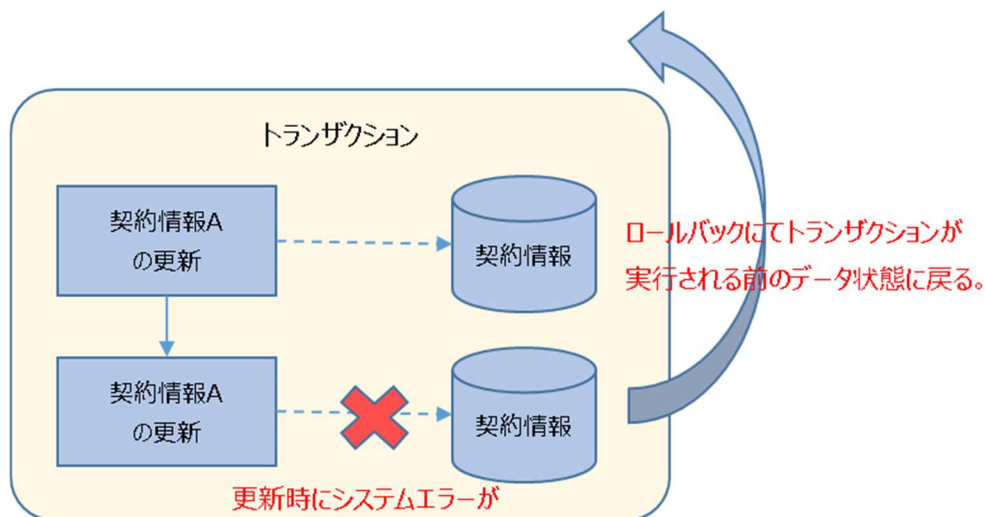 トランザクション
契約情報A
の更新
契約情報
ロールバックにてトランザクションが
実行される前のデータ状態に戻る。
契約情報A
の更新
契約情報
更新時にシステムエラーが